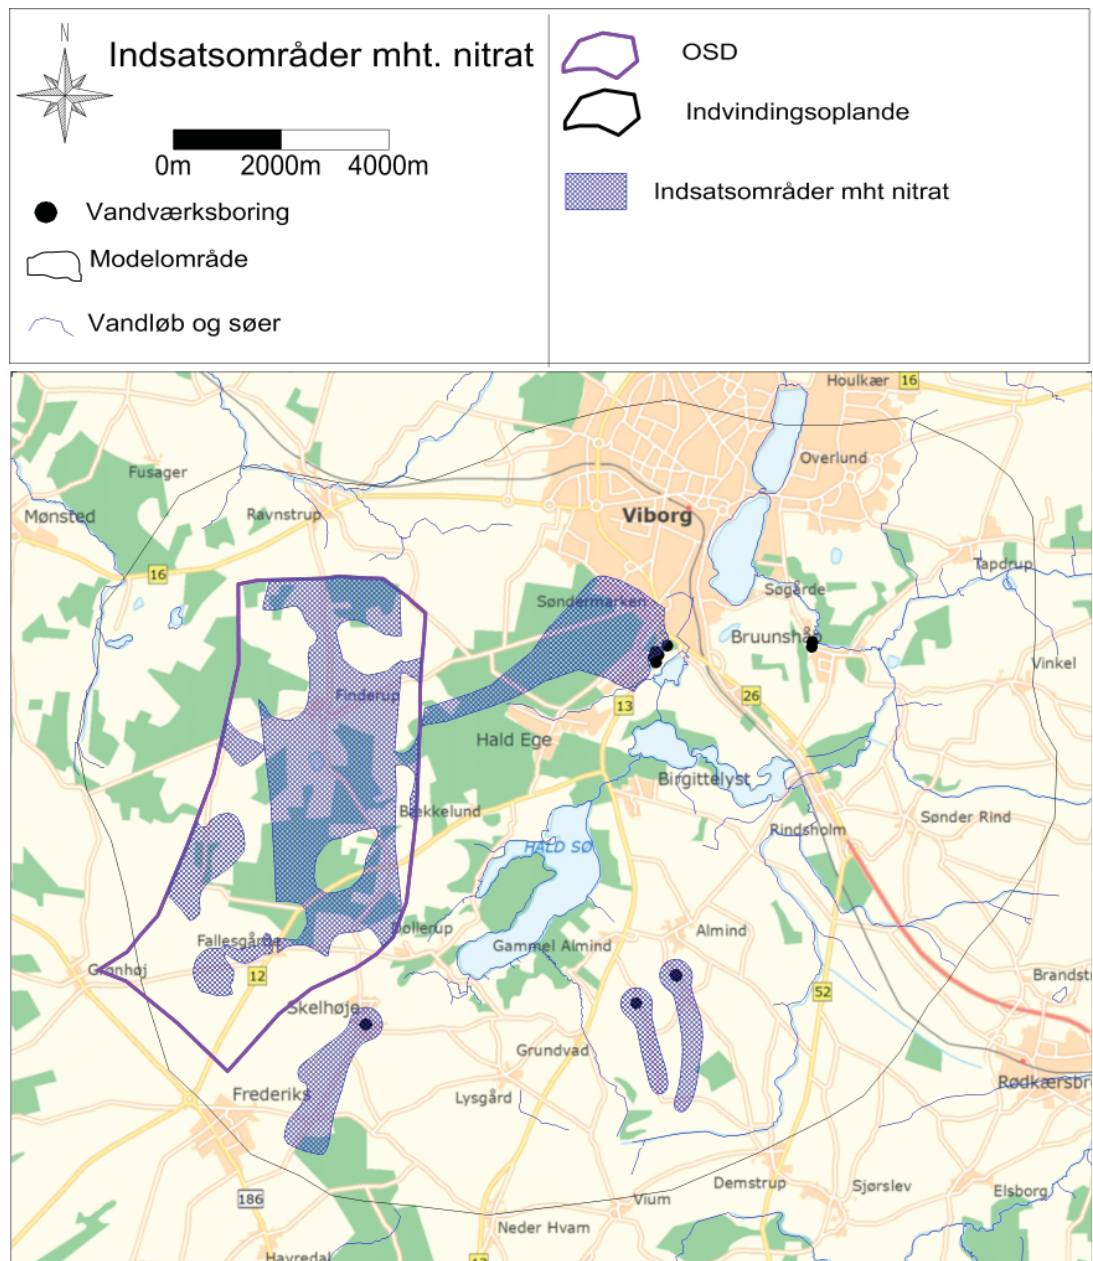 N
Indsatsområder mht. nitrat
0m 2000m 4000m
Vandværksboring
Modelområde
Vandløb og søer
OSD
Indvindingsoplande
Indsatsområder mht nitrat
Houlkær 16
Overlund
Fusager
Mønsted
Ravnstrup
Viborg
16
Tapdrup
Søgårde
Søndermarken
Bruunshåb
Vinkel
Finderup
26
13
Hald Ege
Birgittelyst
Bækkelund
Sønder Rind
Rindsholm
HALD SØ
Dollerup
Almind
Fallesgårde
Gammel Almind
Grønhøj
12
Brandst
52
Skelhøje
Grundvad
Rødkærsbr
Frederiks
Lysgård
Demstrup
Sjørslev
Elsborg
186
Vium
Neder Hvam
Havredal
13